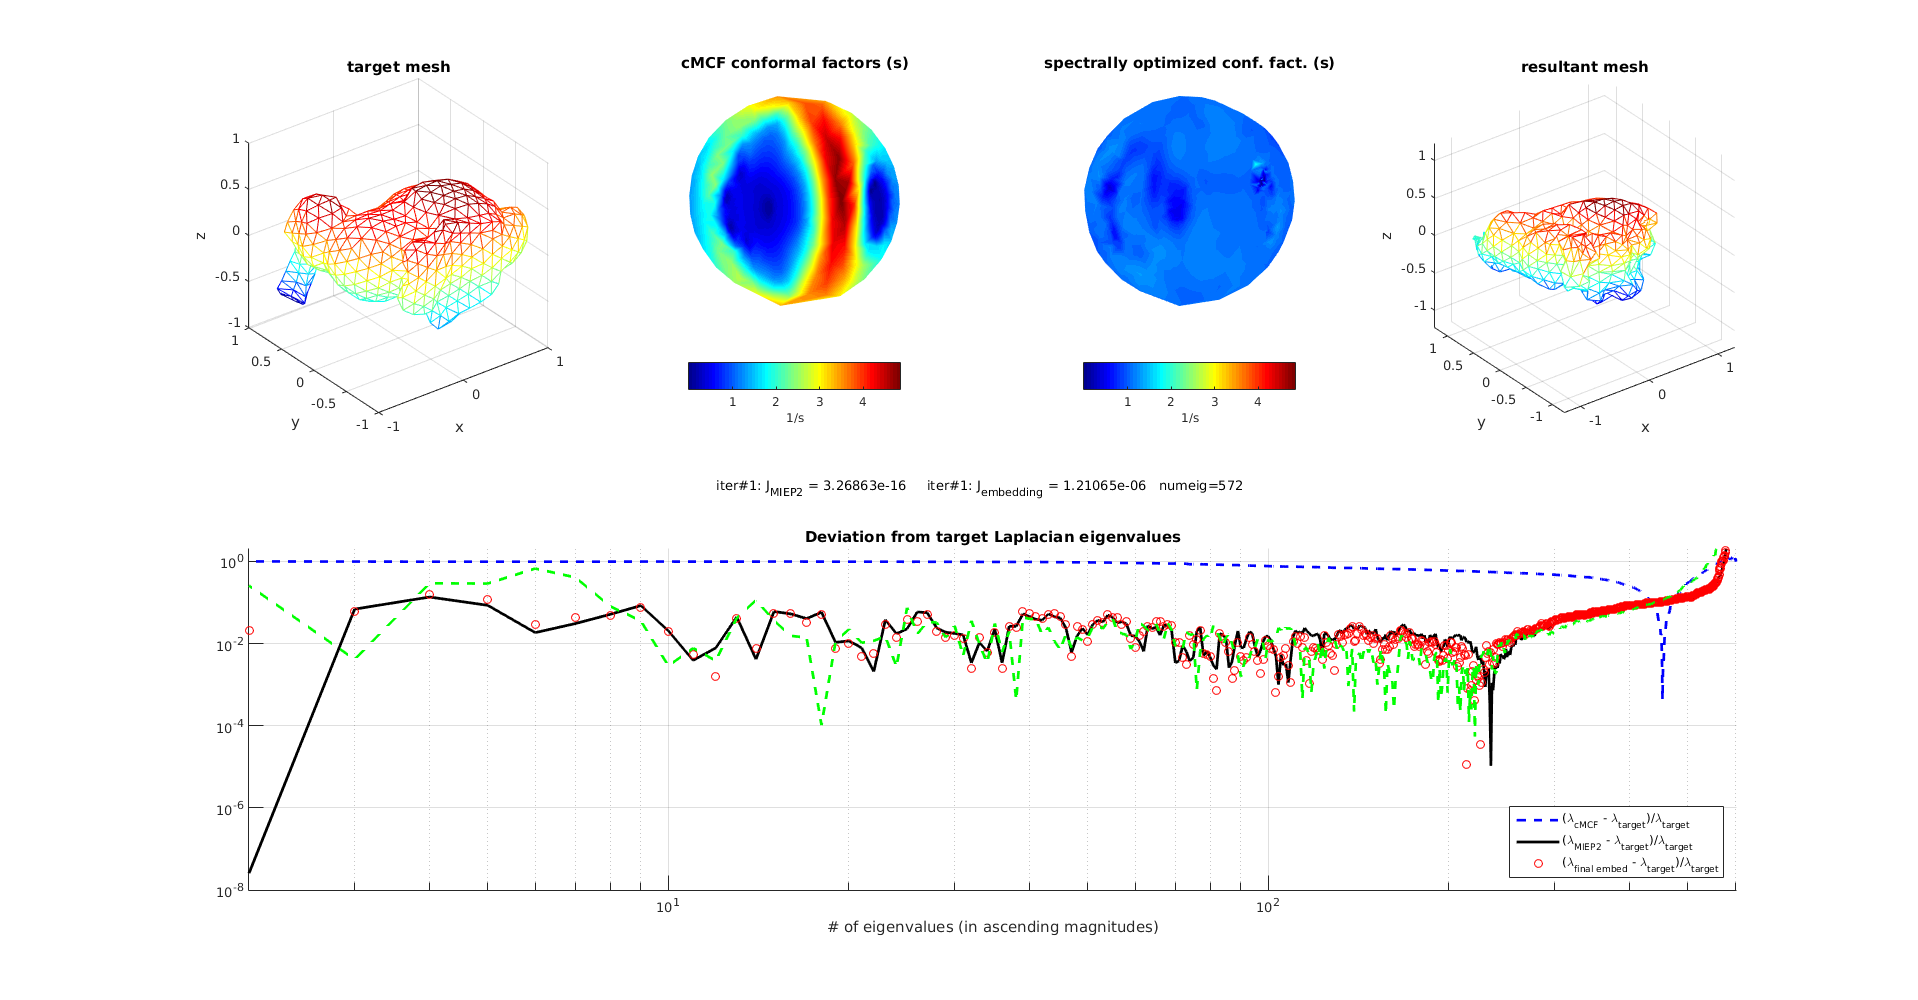 target mesh
cMCF conformal factors (s)
spectrally optimized conf. fact. (s)
resultant mesh
1
0.5
0
-0.5
-1
z
1
0.5
0
-0.5
-1
y
-1
0
1
x
1 2 3 4
1/s
1 2 3 4
1/s
1
0.5
0
-0.5
-1
z
1
0.5
0
-0.5
-1
y
-1
0
1
x
iter#1: J_MIEP2 = 3.26863e-16 iter#1: J_embedding = 1.21065e-06 numeig=572
Deviation from target Laplacian eigenvalues
10^0
10^-2
10^-4
10^-6
10^-8
10^1 10^2
# of eigenvalues (in ascending magnitudes)
(λ_cMCF - λ_target)/λ_target
(λ_MIEP2 - λ_target)/λ_target
(λ_final embed - λ_target)/λ_target